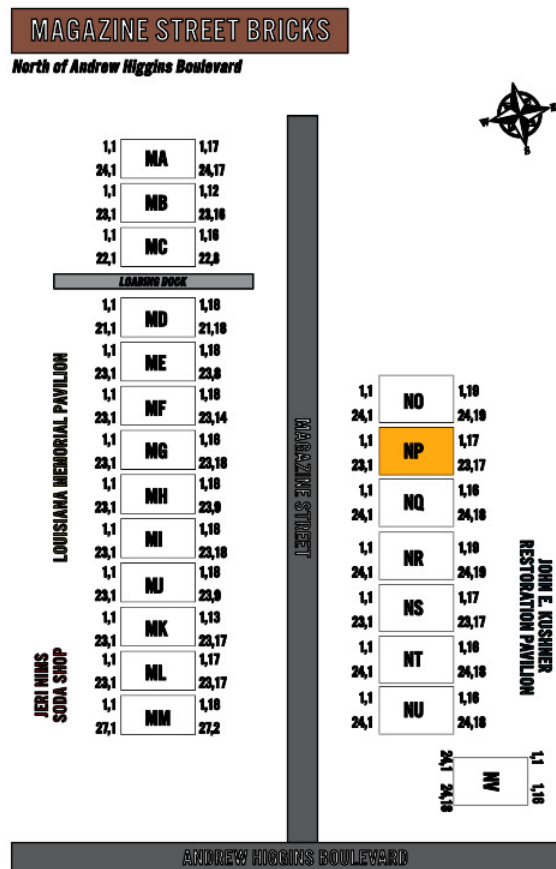 MAGAZINE STREET BRICKS
North of Andrew Higgins Boulevard
N
W
E
S
1,1 MA 1,17
24,1 24,17
1,1 MB 1,12
23,1 23,16
1,1 MC 1,16
22,1 22,8
LOADING DOCK
1,1 MD 1,18
21,1 21,18
1,1 ME 1,18
23,1 23,8
1,1 MF 1,18
23,1 23,14
1,1 MG 1,16
23,1 23,18
1,1 MH 1,18
23,1 23,9
1,1 MI 1,18
23,1 23,18
1,1 MJ 1,18
23,1 23,9
1,1 MK 1,13
23,1 23,17
1,1 ML 1,17
23,1 23,17
1,1 MM 1,18
27,1 27,2
LOUISIANA MEMORIAL PAVILION
JERI NIMS
SODA SHOP
MAGAZINE STREET
1,1 NO 1,19
24,1 24,19
1,1 NP 1,17
23,1 23,17
1,1 NQ 1,16
24,1 24,18
1,1 NR 1,19
24,1 24,19
1,1 NS 1,17
23,1 23,17
1,1 NT 1,16
24,1 24,18
1,1 NU 1,16
24,1 24,18
JOHN E. KUSHNER
RESTORATION PAVILION
1,1 NV 1,16
24,1 24,18
ANDREW HIGGINS BOULEVARD